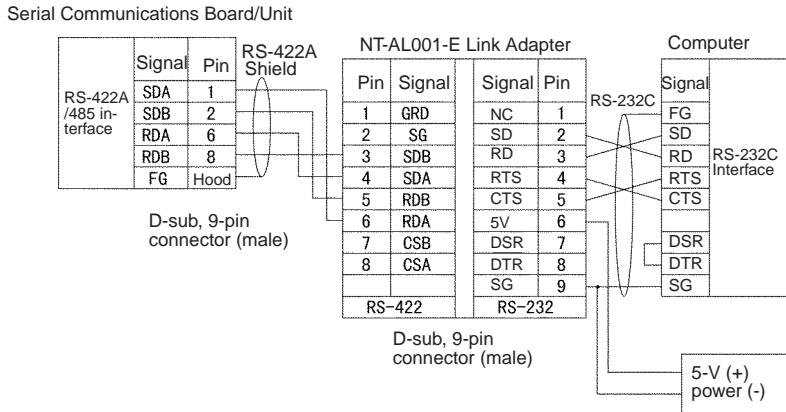 Serial Communications Board/Unit
RS-422A
/485 in-
terface
Signal Pin
SDA 1
SDB 2
RDA 6
RDB 8
FG Hood
RS-422A
Shield
D-sub, 9-pin
connector (male)
NT-AL001-E Link Adapter
Pin Signal
1 GRD
2 SG
3 SDB
4 SDA
5 RDB
6 RDA
7 CSB
8 CSA
RS-422
Signal Pin
NC 1
SD 2
RD 3
RTS 4
CTS 5
5V 6
DSR 7
DTR 8
SG 9
RS-232
D-sub, 9-pin
connector (male)
RS-232C
Computer
Signal
FG
SD
RD
RTS
CTS
DSR
DTR
SG
RS-232C
Interface
5-V (+)
power (-)